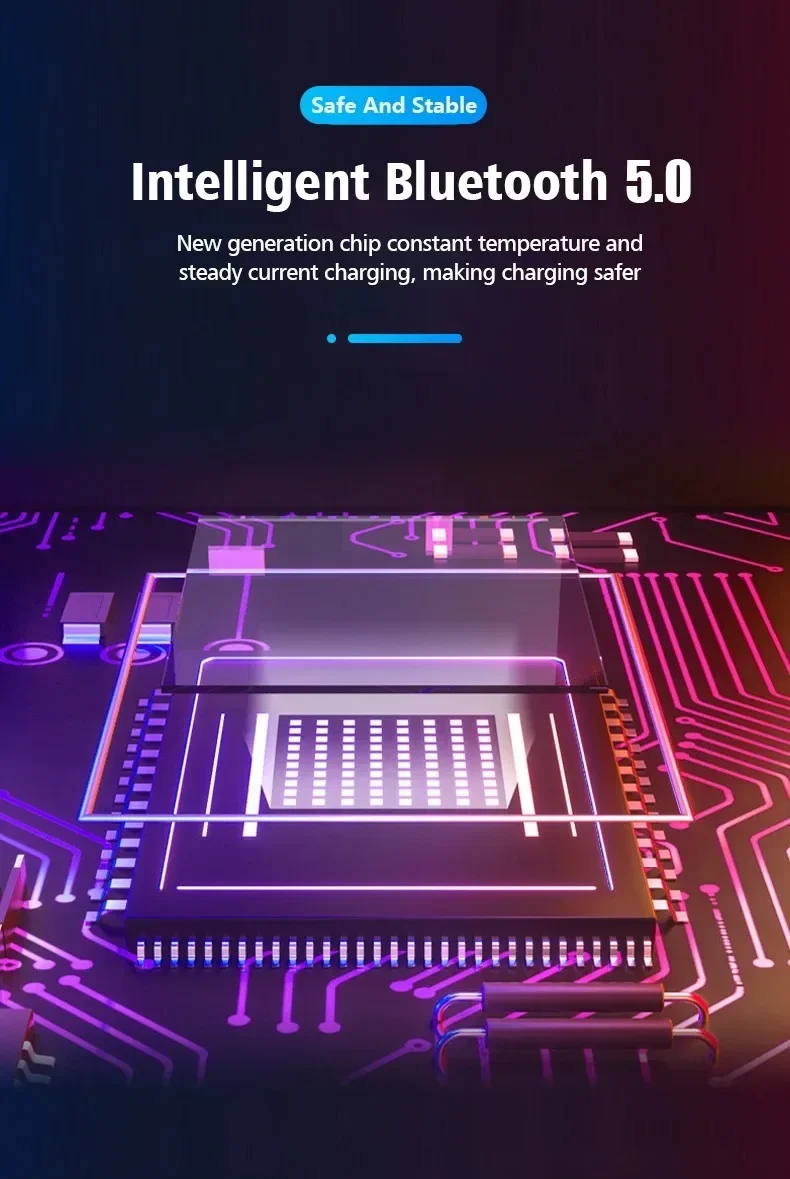 Safe And Stable
Intelligent Bluetooth 5.0
New generation chip constant temperature and
steady current charging, making charging safer